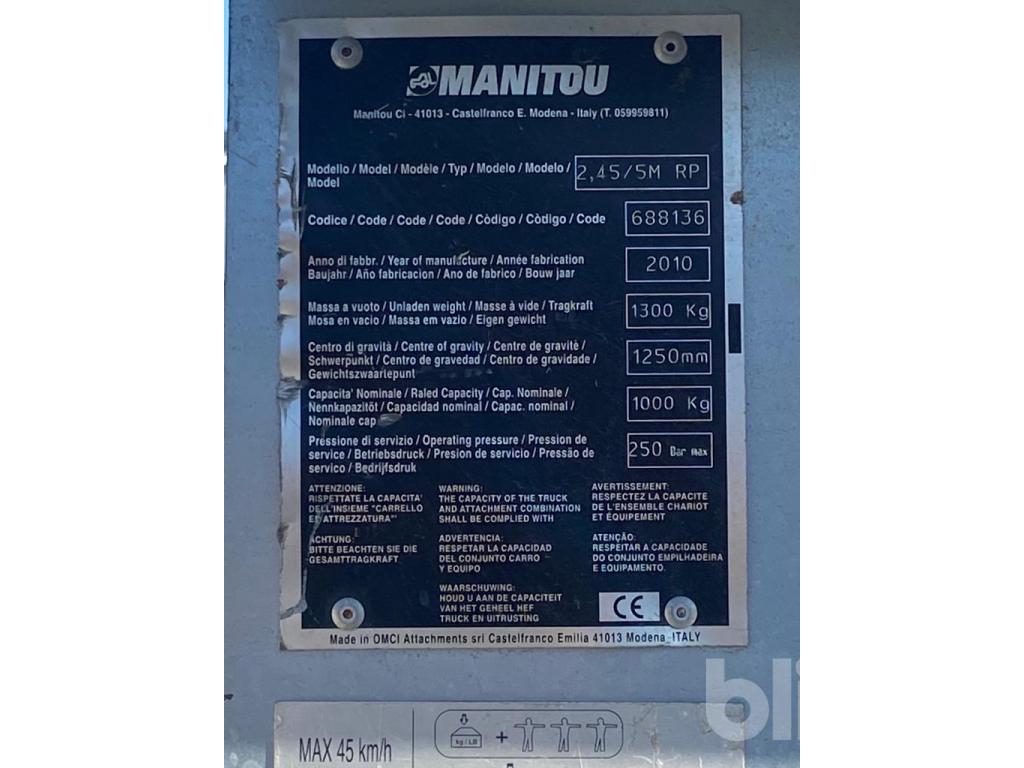 MANITOU
Manitou Ci - 41013 - Castelfranco E. Modena - Italy (T. 059959811)
Modello / Model / Modèle / Typ / Modelo / Modelo /
Model
2,45/5M RP
Codice / Code / Code / Code / Còdigo / Còdigo / Code
688136
Anno di fabbr. / Year of manufacture / Année fabrication
Baujahr / Año fabricacion / Ano de fabrico / Bouw jaar
2010
Massa a vuoto / Unladen weight / Masse à vide / Tragkraft
Mosa en vacio / Massa em vazio / Eigen gewicht
1300 Kg
Centro di gravità / Centre of gravity / Centre de gravitè /
Schwerpunkt / Centro de gravedad / Centro de gravidade /
Gewichtszwaartepunt
1250mm
Capacita' Nominale / Raled Capacity / Cap. Nominale /
Nennkapazitöt / Capacidad nominal / Capac. nominal /
Nominale cap
1000 Kg
Pressione di servizio / Operating pressure / Pression de
service / Betriebsdruck / Presion de servicio / Pressão de
servico / Bedrijfsdruk
250 Bar max
ATTENZIONE:
RISPETTATE LA CAPACITA'
DELL'INSIEME "CARRELLO
ED ATTREZZATURA"
WARNING:
THE CAPACITY OF THE TRUCK
AND ATTACHMENT COMBINATION
SHALL BE COMPLIED WITH
AVERTISSEMENT:
RESPECTEZ LA CAPACITE
DE L'ENSEMBLE CHARIOT
ET ÉQUIPEMENT
ACHTUNG:
BITTE BEACHTEN SIE DIE
GESAMTTRAGKRAFT
ADVERTENCIA:
RESPETAR LA CAPACIDAD
DEL CONJUNTO CARRO
Y EQUIPO
ATENÇAO:
RESPEITAR A CAPACIDADE
DO CONJUNTO EMPILHADEIRA
E EQUIPAMENTO.
WAARSCHUWING:
HOUD U AAN DE CAPACITEIT
VAN HET GEHEEL HEF
TRUCK EN UITRUSTING
CE
Made in OMCI Attachments srl Castelfranco Emilia 41013 Modena ITALY
MAX 45 km/h
kg / LB
+